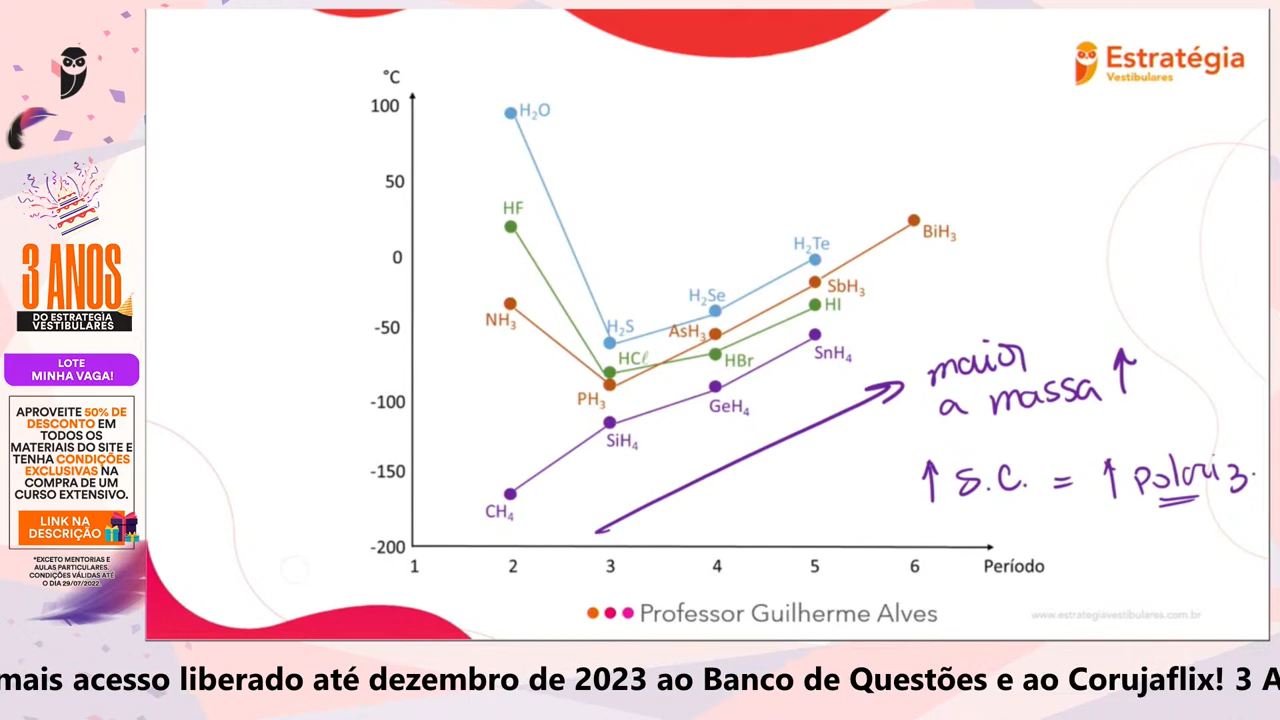 3 ANOS
DO ESTRATÉGIA
VESTIBULARES
LOTE
MINHA VAGA!
APROVEITE 50% DE
DESCONTO EM
TODOS OS
MATERIAIS DO SITE E
TENHA CONDIÇÕES
EXCLUSIVAS NA
COMPRA DE UM
CURSO EXTENSIVO.
LINK NA
DESCRIÇÃO
*EXCETO MENTORIAS E
AULAS PARTICULARES.
CONDIÇÕES VÁLIDAS ATÉ
O DIA 29/07/2022.
Estratégia
Vestibulares
°C
100
50
0
-50
-100
-150
-200
1 2 3 4 5 6 Período
H₂O
HF
NH₃
CH₄
H₂S
HCℓ
PH₃
SiH₄
H₂Se
AsH₃
HBr
GeH₄
H₂Te
SbH₃
HI
SnH₄
BiH₃
maior
a massa ↑
↑ S.C. = ↑ polariz.
Professor Guilherme Alves
www.estrategiavestibulares.com.br
mais acesso liberado até dezembro de 2023 ao Banco de Questões e ao Corujaflix! 3 A